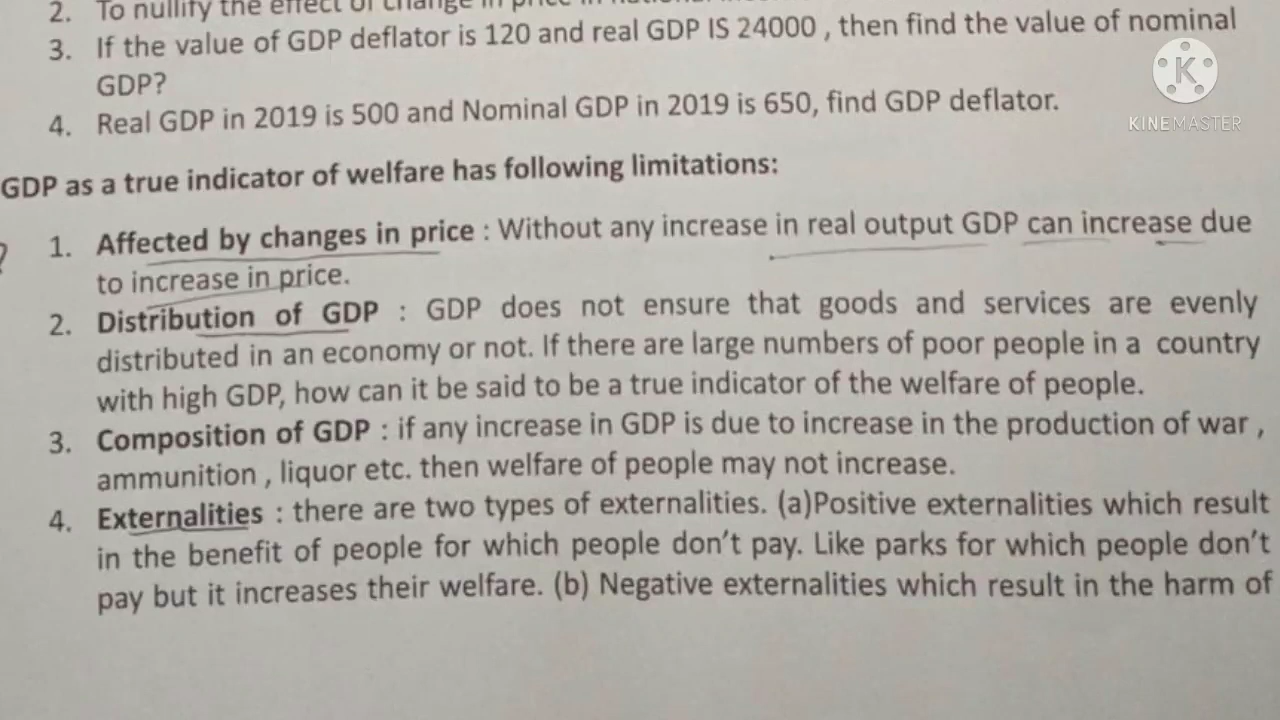 2. To nullify the effect of change in price in national
3. If the value of GDP deflator is 120 and real GDP IS 24000 , then find the value of nominal
GDP?
4. Real GDP in 2019 is 500 and Nominal GDP in 2019 is 650, find GDP deflator.
K
KINEMASTER
GDP as a true indicator of welfare has following limitations:
?
1. Affected by changes in price : Without any increase in real output GDP can increase due
to increase in price.
2. Distribution of GDP : GDP does not ensure that goods and services are evenly
distributed in an economy or not. If there are large numbers of poor people in a country
with high GDP, how can it be said to be a true indicator of the welfare of people.
3. Composition of GDP : if any increase in GDP is due to increase in the production of war ,
ammunition , liquor etc. then welfare of people may not increase.
4. Externalities : there are two types of externalities. (a)Positive externalities which result
in the benefit of people for which people don't pay. Like parks for which people don't
pay but it increases their welfare. (b) Negative externalities which result in the harm of